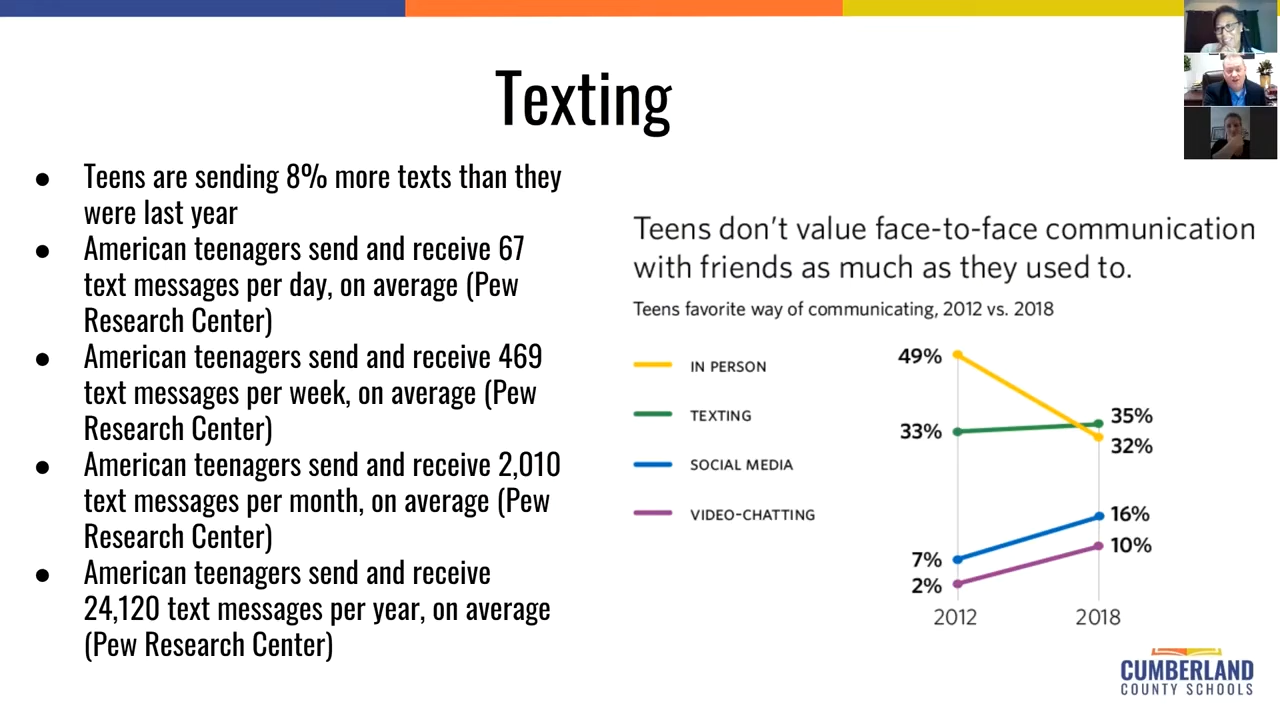 Texting
● Teens are sending 8% more texts than they
were last year
● American teenagers send and receive 67
text messages per day, on average (Pew
Research Center)
● American teenagers send and receive 469
text messages per week, on average (Pew
Research Center)
● American teenagers send and receive 2,010
text messages per month, on average (Pew
Research Center)
● American teenagers send and receive
24,120 text messages per year, on average
(Pew Research Center)
Teens don't value face-to-face communication
with friends as much as they used to.
Teens favorite way of communicating, 2012 vs. 2018
IN PERSON
TEXTING
SOCIAL MEDIA
VIDEO-CHATTING
49%
33%
7%
2%
35%
32%
16%
10%
2012 2018
CUMBERLAND
COUNTY SCHOOLS